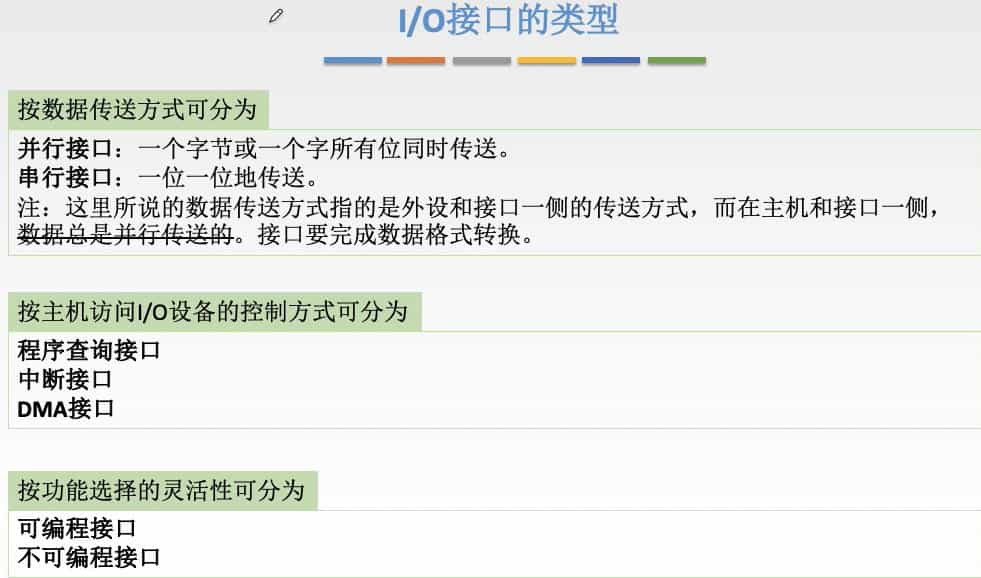 I/O接口的类型
按数据传送方式可分为
并行接口：一个字节或一个字所有位同时传送。
串行接口：一位一位地传送。
注：这里所说的数据传送方式指的是外设和接口一侧的传送方式，而在主机和接口一侧，
数据总是并行传送的。接口要完成数据格式转换。
按主机访问I/O设备的控制方式可分为
程序查询接口
中断接口
DMA接口
按功能选择的灵活性可分为
可编程接口
不可编程接口